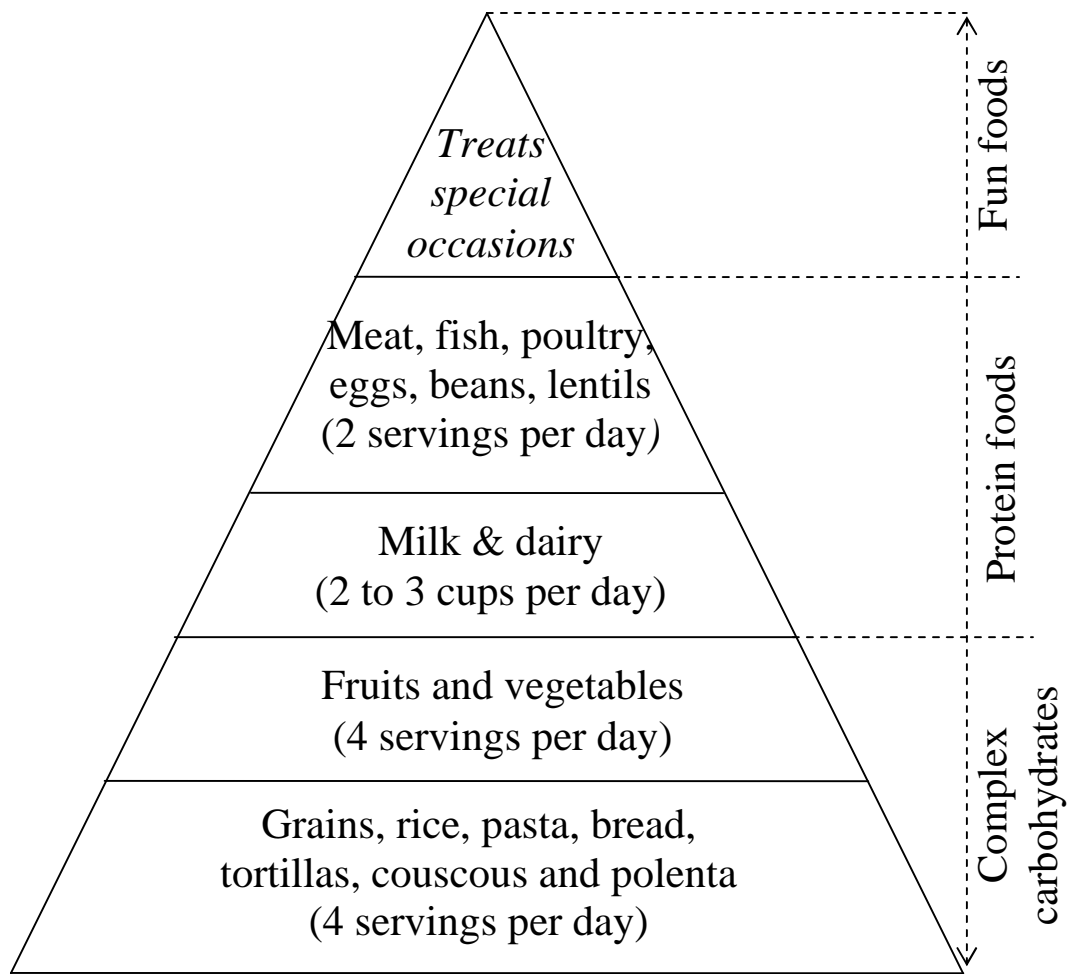 Treats
special
occasions
Fun foods
Meat, fish, poultry,
eggs, beans, lentils
(2 servings per day)
Milk & dairy
(2 to 3 cups per day)
Protein foods
Fruits and vegetables
(4 servings per day)
Grains, rice, pasta, bread,
tortillas, couscous and polenta
(4 servings per day)
Complex
carbohydrates